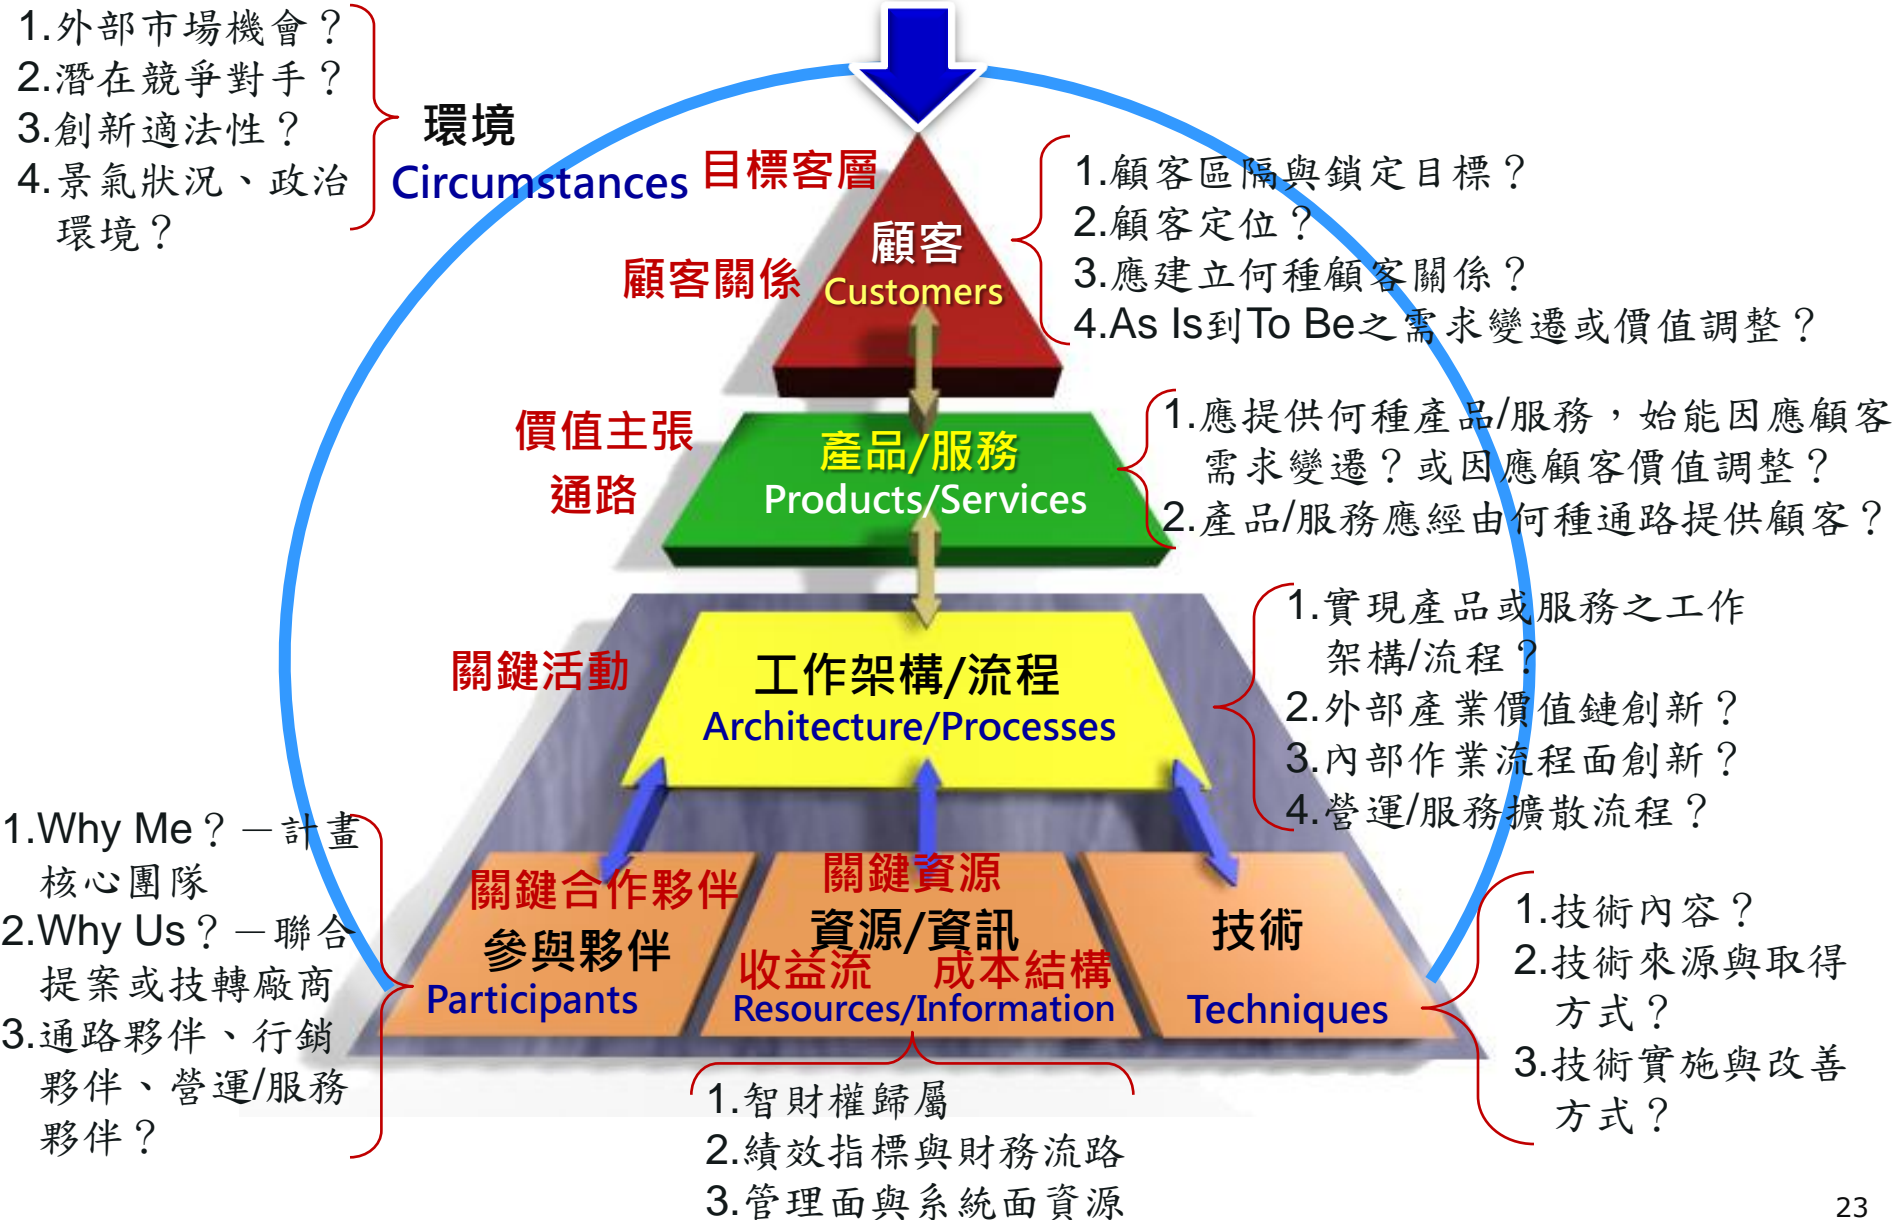 1.外部市場機會？
2.潛在競爭對手？
3.創新適法性？
4.景氣狀況、政治
環境？
環境
Circumstances
目標客層
顧客關係
顧客
Customers
1.顧客區隔與鎖定目標？
2.顧客定位？
3.應建立何種顧客關係？
4.As Is到To Be之需求變遷或價值調整？
價值主張
通路
產品/服務
Products/Services
1.應提供何種產品/服務，始能因應顧客
需求變遷？或因應顧客價值調整？
2.產品/服務應經由何種通路提供顧客？
關鍵活動
工作架構/流程
Architecture/Processes
1.實現產品或服務之工作
架構/流程？
2.外部產業價值鏈創新？
3.內部作業流程面創新？
4.營運/服務擴散流程？
1.Why Me？－計畫
核心團隊
2.Why Us？－聯合
提案或技轉廠商
3.通路夥伴、行銷
夥伴、營運/服務
夥伴？
關鍵合作夥伴
參與夥伴
Participants
關鍵資源
資源/資訊
收益流 成本結構
Resources/Information
技術
Techniques
1.技術內容？
2.技術來源與取得
方式？
3.技術實施與改善
方式？
1.智財權歸屬
2.績效指標與財務流路
3.管理面與系統面資源
23